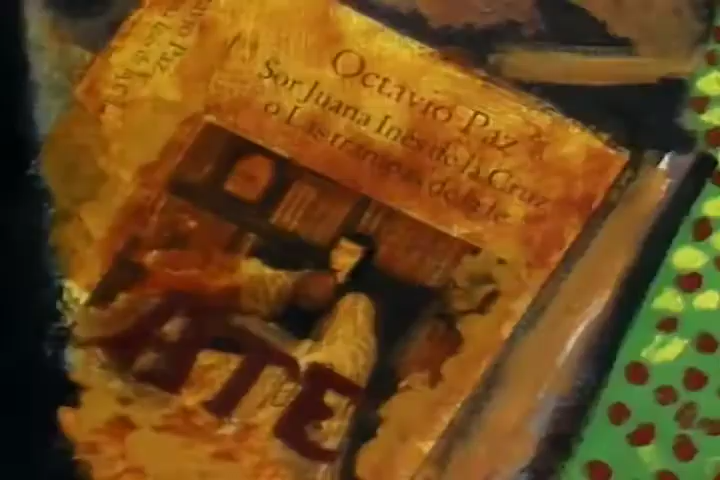 Octavio Paz
Sor Juana Inés de la Cruz
o Las trampas de la fe
ATE